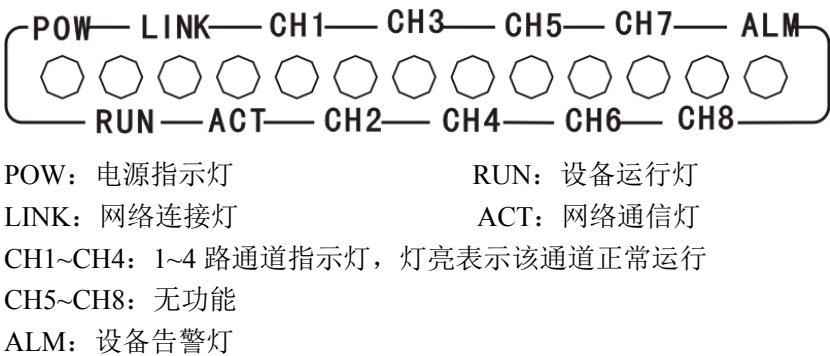 POW LINK CH1 CH3 CH5 CH7 ALM
RUN ACT CH2 CH4 CH6 CH8
POW：电源指示灯 RUN：设备运行灯
LINK：网络连接灯 ACT：网络通信灯
CH1~CH4：1~4 路通道指示灯，灯亮表示该通道正常运行
CH5~CH8：无功能
ALM：设备告警灯